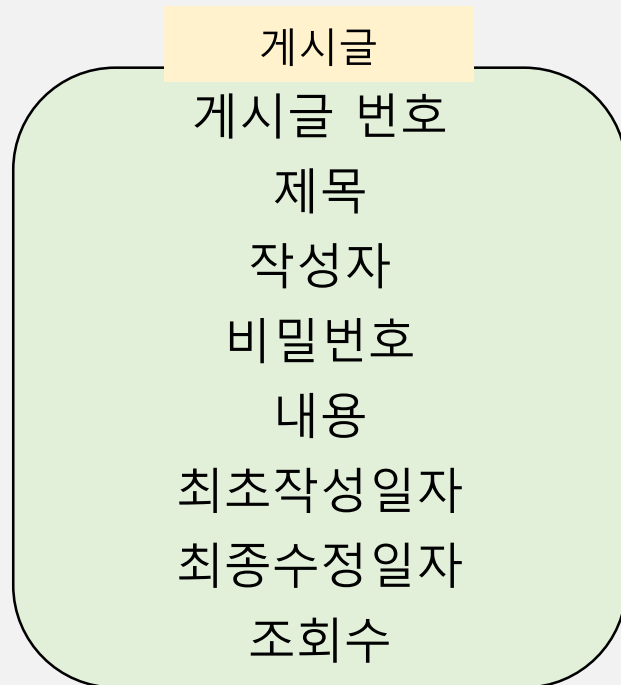 게시글
게시글 번호
제목
작성자
비밀번호
내용
최초작성일자
최종수정일자
조회수